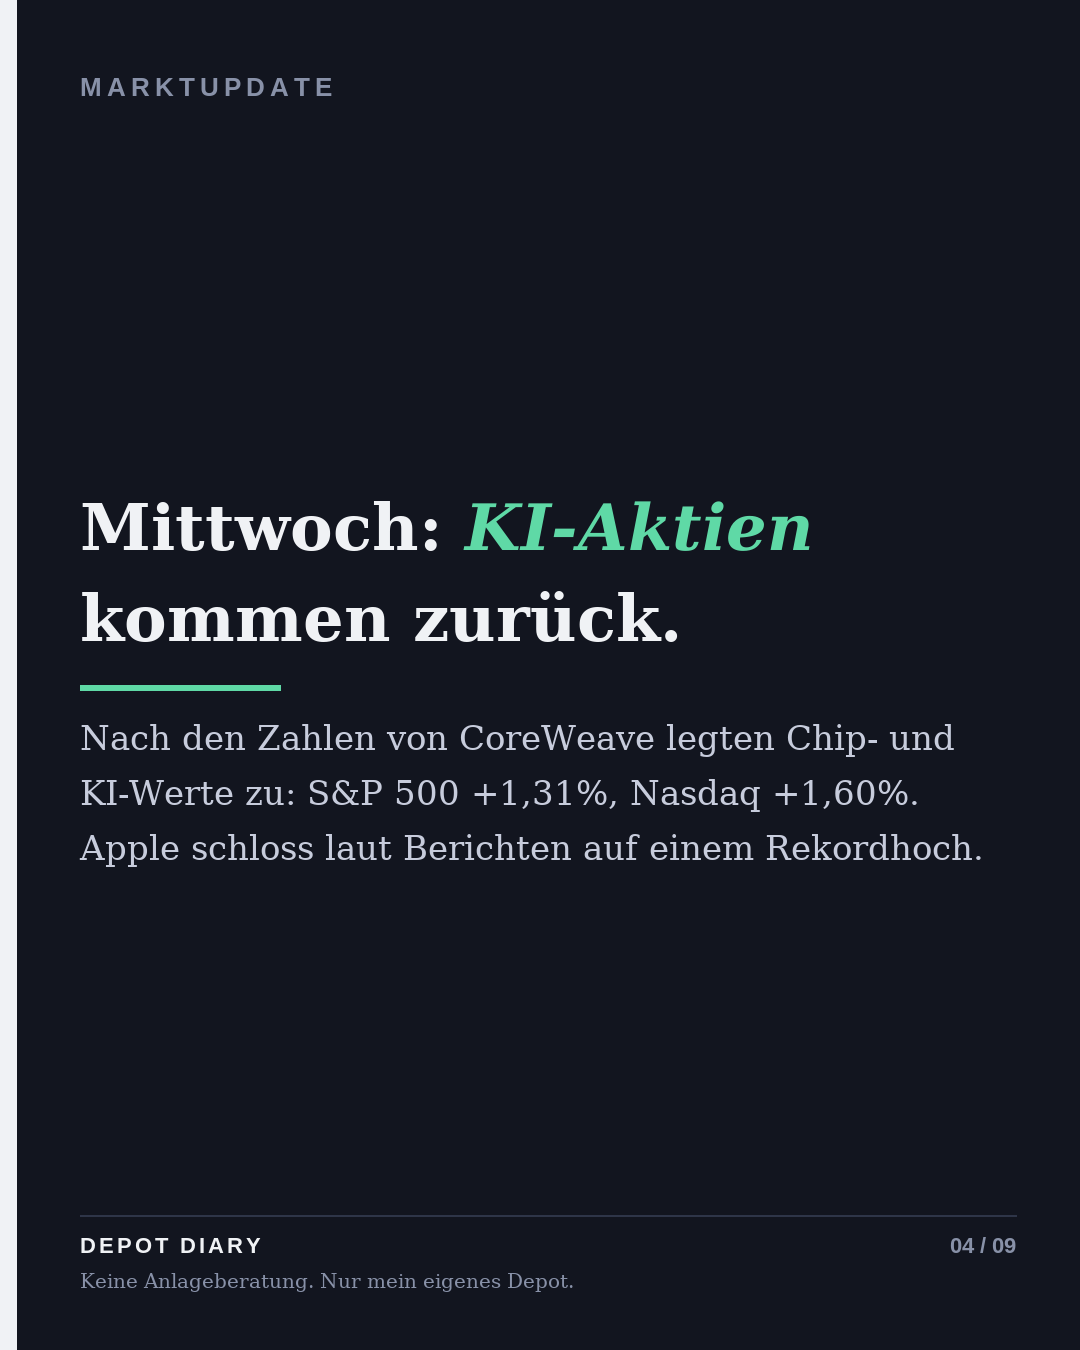 MARKTUPDATE
Mittwoch: KI-Aktien
kommen zurück.
Nach den Zahlen von CoreWeave legten Chip- und
KI-Werte zu: S&P 500 +1,31%, Nasdaq +1,60%.
Apple schloss laut Berichten auf einem Rekordhoch.
DEPOT DIARY
04 / 09
Keine Anlageberatung. Nur mein eigenes Depot.